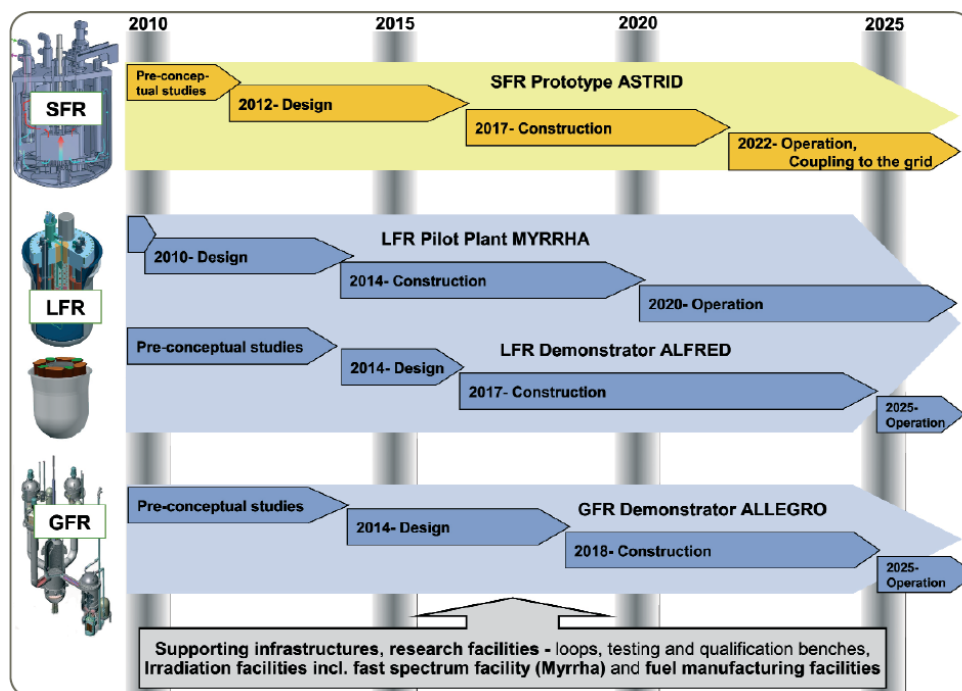 2010
2015
2020
2025
SFR
Pre-concep-
tual studies
SFR Prototype ASTRID
2012- Design
2017- Construction
2022- Operation,
Coupling to the grid
LFR
LFR Pilot Plant MYRRHA
2010- Design
2014- Construction
2020- Operation
Pre-conceptual studies
LFR Demonstrator ALFRED
2014- Design
2017- Construction
2025-
Operation
GFR
Pre-conceptual studies
GFR Demonstrator ALLEGRO
2014- Design
2018- Construction
2025-
Operation
Supporting infrastructures, research facilities - loops, testing and qualification benches,
Irradiation facilities incl. fast spectrum facility (Myrrha) and fuel manufacturing facilities